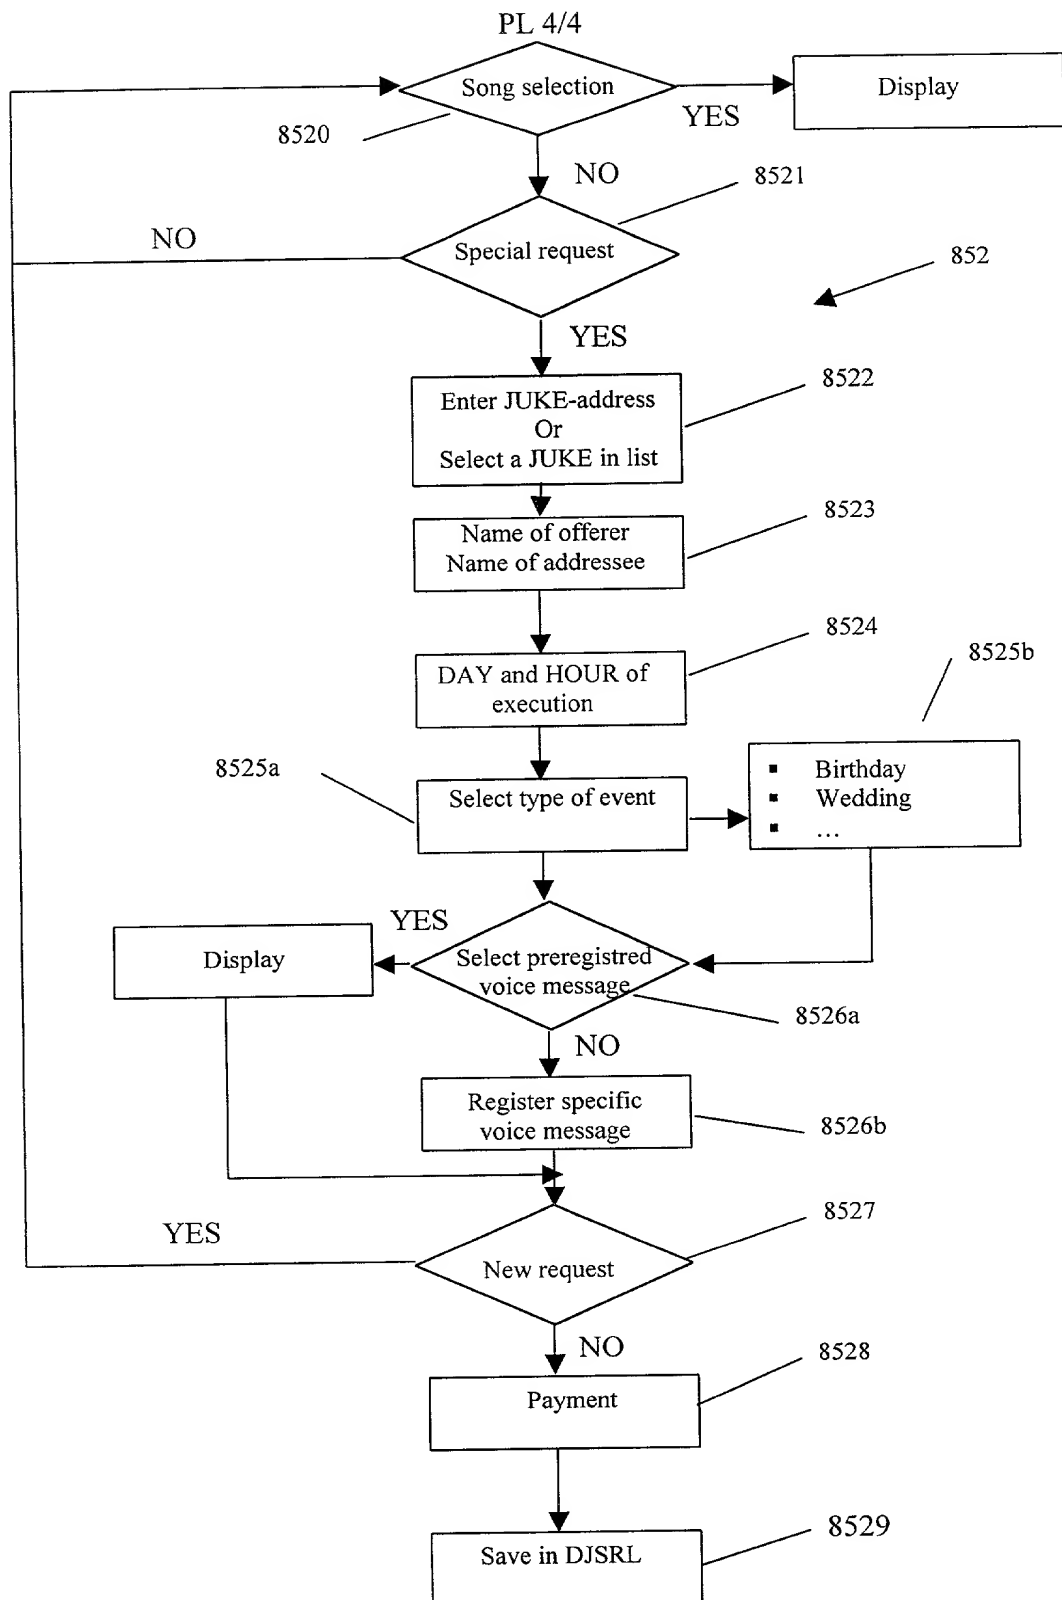 PL 4/4
Song selection
YES
Display
8520
NO
8521
Special request
NO
852
YES
8522
Enter JUKE-address
Or
Select a JUKE in list
8523
Name of offerer
Name of addressee
8524
DAY and HOUR of
execution
8525b
8525a
Select type of event
▪ Birthday
▪ Wedding
▪ …
YES
Display
Select preregistred
voice message
8526a
NO
Register specific
voice message
8526b
8527
YES
New request
NO
8528
Payment
8529
Save in DJSRL